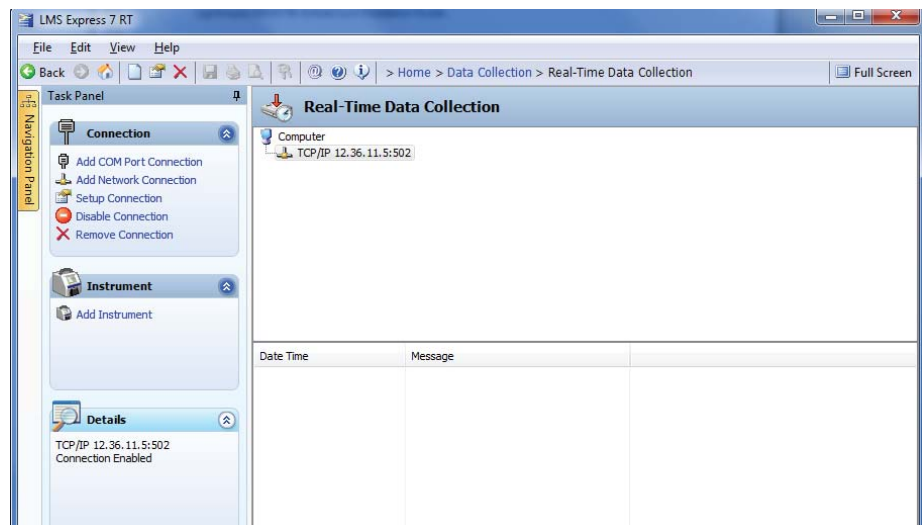 LMS Express 7 RT
File Edit View Help
Back > Home > Data Collection > Real-Time Data Collection Full Screen
Navigation Panel
Task Panel
Connection
Add COM Port Connection
Add Network Connection
Setup Connection
Disable Connection
Remove Connection
Instrument
Add Instrument
Details
TCP/IP 12.36.11.5:502
Connection Enabled
Real-Time Data Collection
Computer
TCP/IP 12.36.11.5:502
Date Time Message